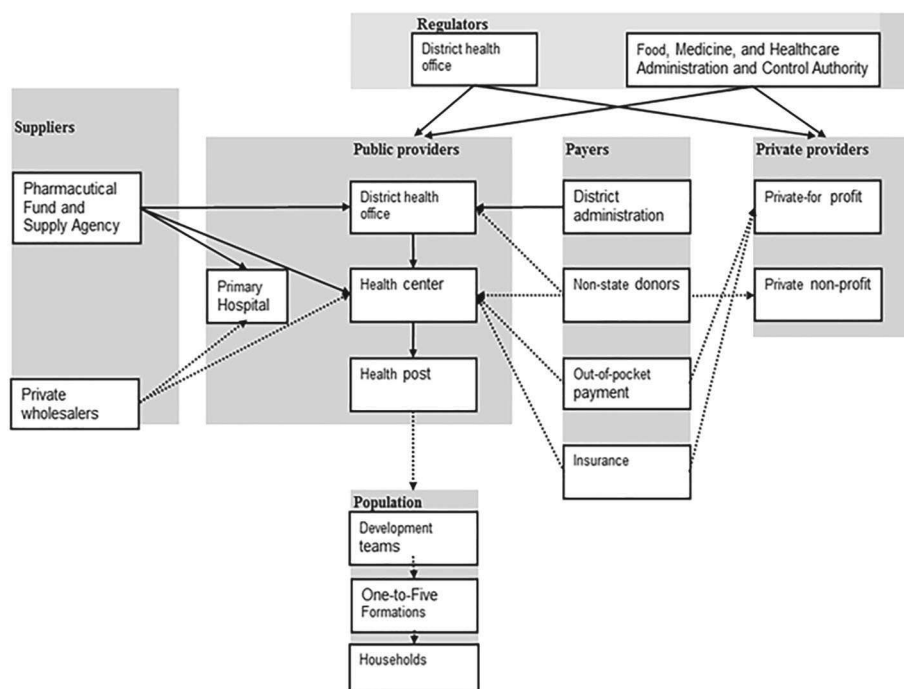 Regulators
District health
office
Food, Medicine, and Healthcare
Administration and Control Authority
Suppliers
Pharmacutical
Fund and
Supply Agency
Primary
Hospital
Private
wholesalers
Public providers
District health
office
Health center
Health post
Payers
District
administration
Non-state donors
Out-of-pocket
payment
Insurance
Private providers
Private-for profit
Private non-profit
Population
Development
teams
One-to-Five
Formations
Households